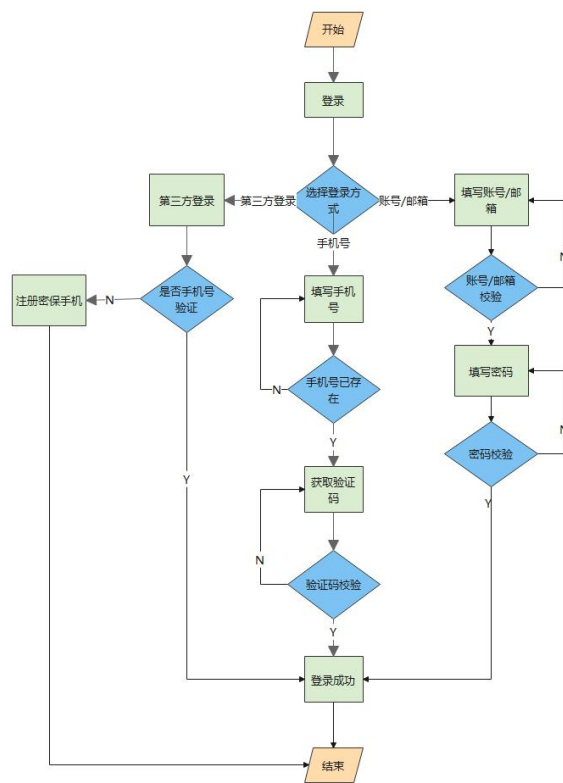 开始
登录
选择登录方
式
第三方登录
账号/邮箱
手机号
第三方登录
填写账号/邮
箱
是否手机号
验证
N
注册密保手机
Y
填写手机
号
手机号已存
在
N
Y
获取验证
码
验证码校验
N
Y
账号/邮箱
校验
N
Y
填写密码
密码校验
N
Y
登录成功
结束